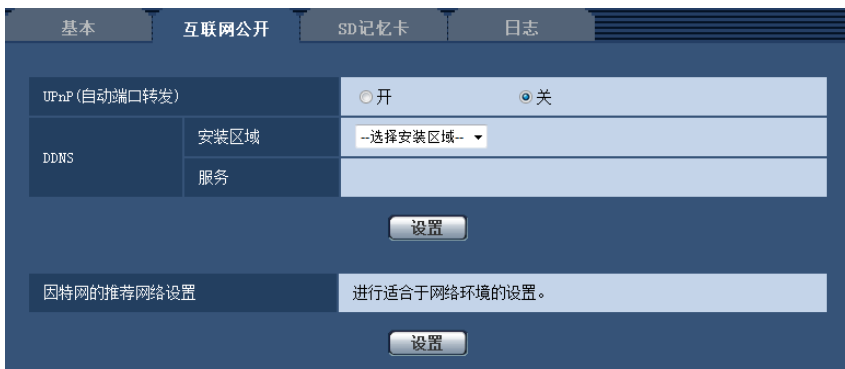 基本 互联网公开 SD记忆卡 日志
UPnP(自动端口转发) 开 关
DDNS 安装区域 --选择安装区域--
服务
设置
因特网的推荐网络设置 进行适合于网络环境的设置。
设置